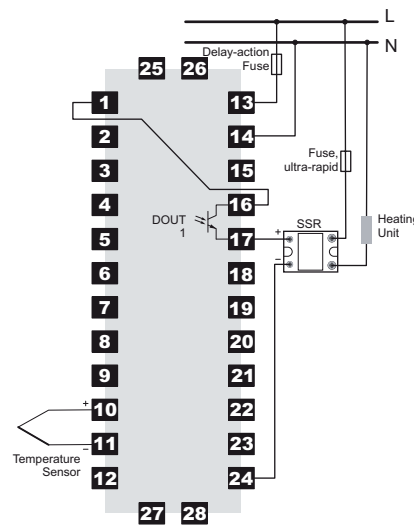 L
N
Delay-action
Fuse
25 26
1 13
2 14
3 15
Fuse,
ultra-rapid
4 16
DOUT
1
SSR
Heating
Unit
5 17
+
–
6 18
7 19
8 20
9 21
10 22
+
11 23
–
Temperature
Sensor
12 24
27 28